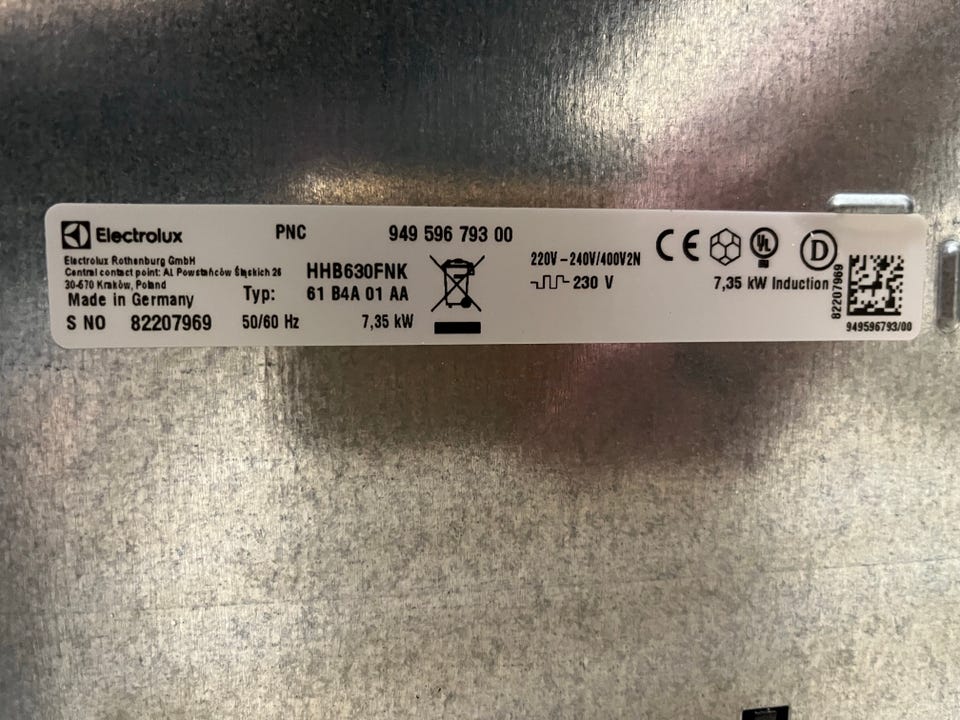 Electrolux
PNC 949 596 793 00
Electrolux Rothenburg GmbH
Central contact point: Al. Powstańców Śląskich 26
30-670 Kraków, Poland
Made in Germany
HHB630FNK
Typ: 61 B4A 01 AA
S NO 82207969 50/60 Hz 7,35 kW
220V-240V/400V2N
230 V
CE
UL
D
7,35 kW Induction
82207969
949596793/00